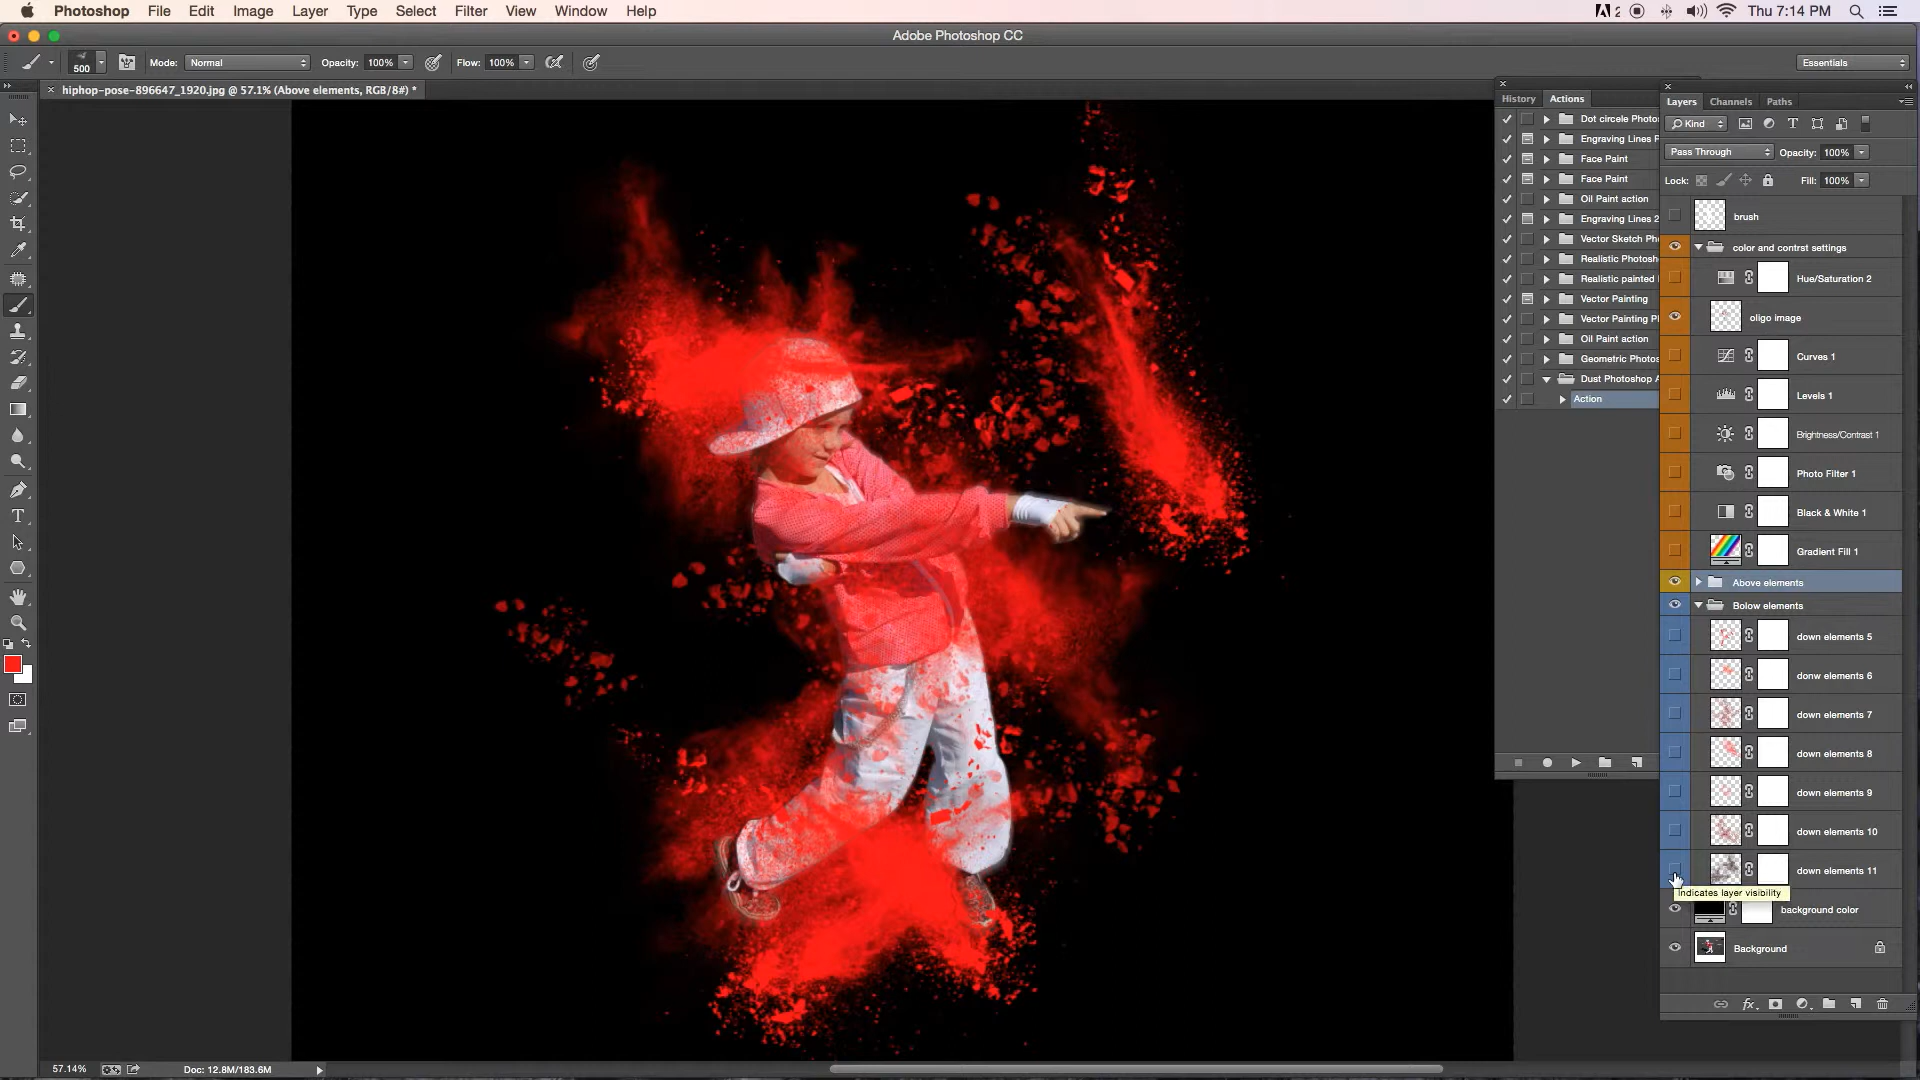 Photoshop File Edit Image Layer Type Select Filter View Window Help
2 Thu 7:14 PM
Adobe Photoshop CC
500 Mode: Normal Opacity: 100% Flow: 100% Essentials
hiphop-pose-896647_1920.jpg @ 57.1% (Above elements, RGB/8#) *
History Actions
Dot circele Photos
Engraving Lines P
Face Paint
Face Paint
Oil Paint action
Engraving Lines 2
Vector Sketch Pho
Realistic Photosh
Realistic painted
Vector Painting
Vector Painting Pl
Oil Paint action
Geometric Photos
Dust Photoshop A
Action
Layers Channels Paths
Kind
Pass Through Opacity: 100%
Lock: Fill: 100%
brush
color and contrst settings
Hue/Saturation 2
oligo image
Curves 1
Levels 1
Brightness/Contrast 1
Photo Filter 1
Black & White 1
Gradient Fill 1
Above elements
Bolow elements
down elements 5
donw elements 6
down elements 7
down elements 8
down elements 9
down elements 10
down elements 11
Indicates layer visibility
background color
Background
57.14% Doc: 12.8M/183.6M